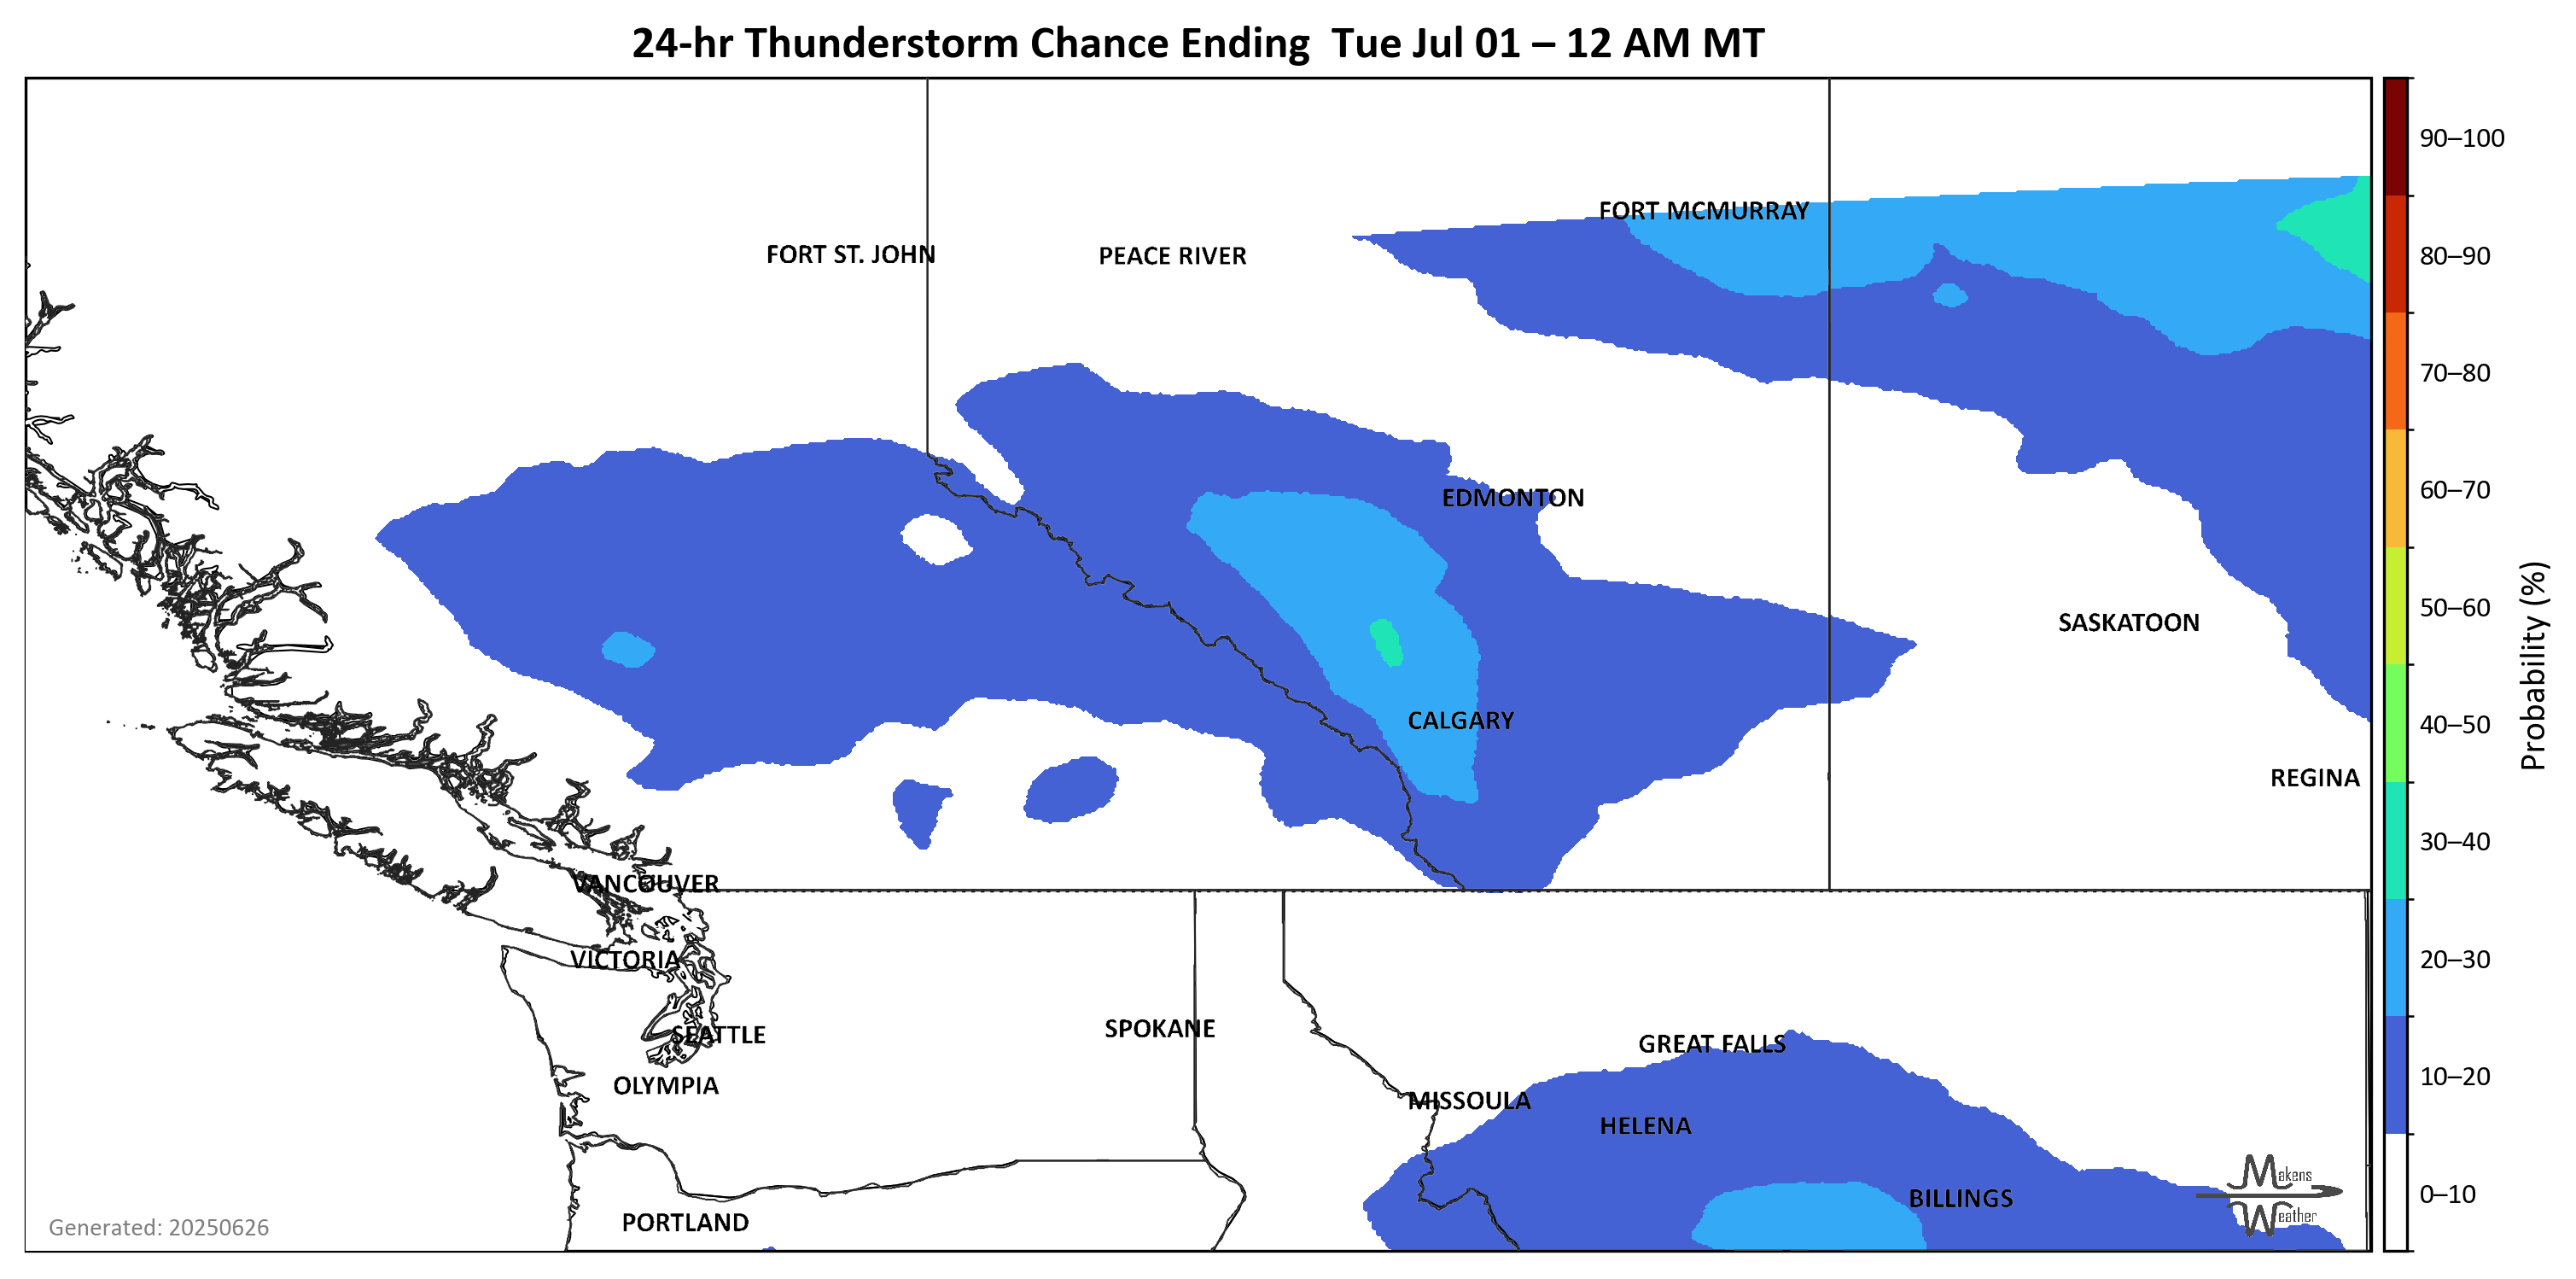 24-hr Thunderstorm Chance Ending  Tue Jul 01 – 12 AM MT
90–100
FORT MCMURRAY
FORT ST. JOHN
PEACE RIVER
80–90
70–80
EDMONTON
60–70
SASKATOON
50–60
CALGARY
40–50
Probability (%)
REGINA
30–40
VANCOUVER
VICTORIA
20–30
SEATTLE
SPOKANE
GREAT FALLS
OLYMPIA
10–20
MISSOULA
HELENA
Makens
Weather
BILLINGS
0–10
PORTLAND
Generated: 20250626